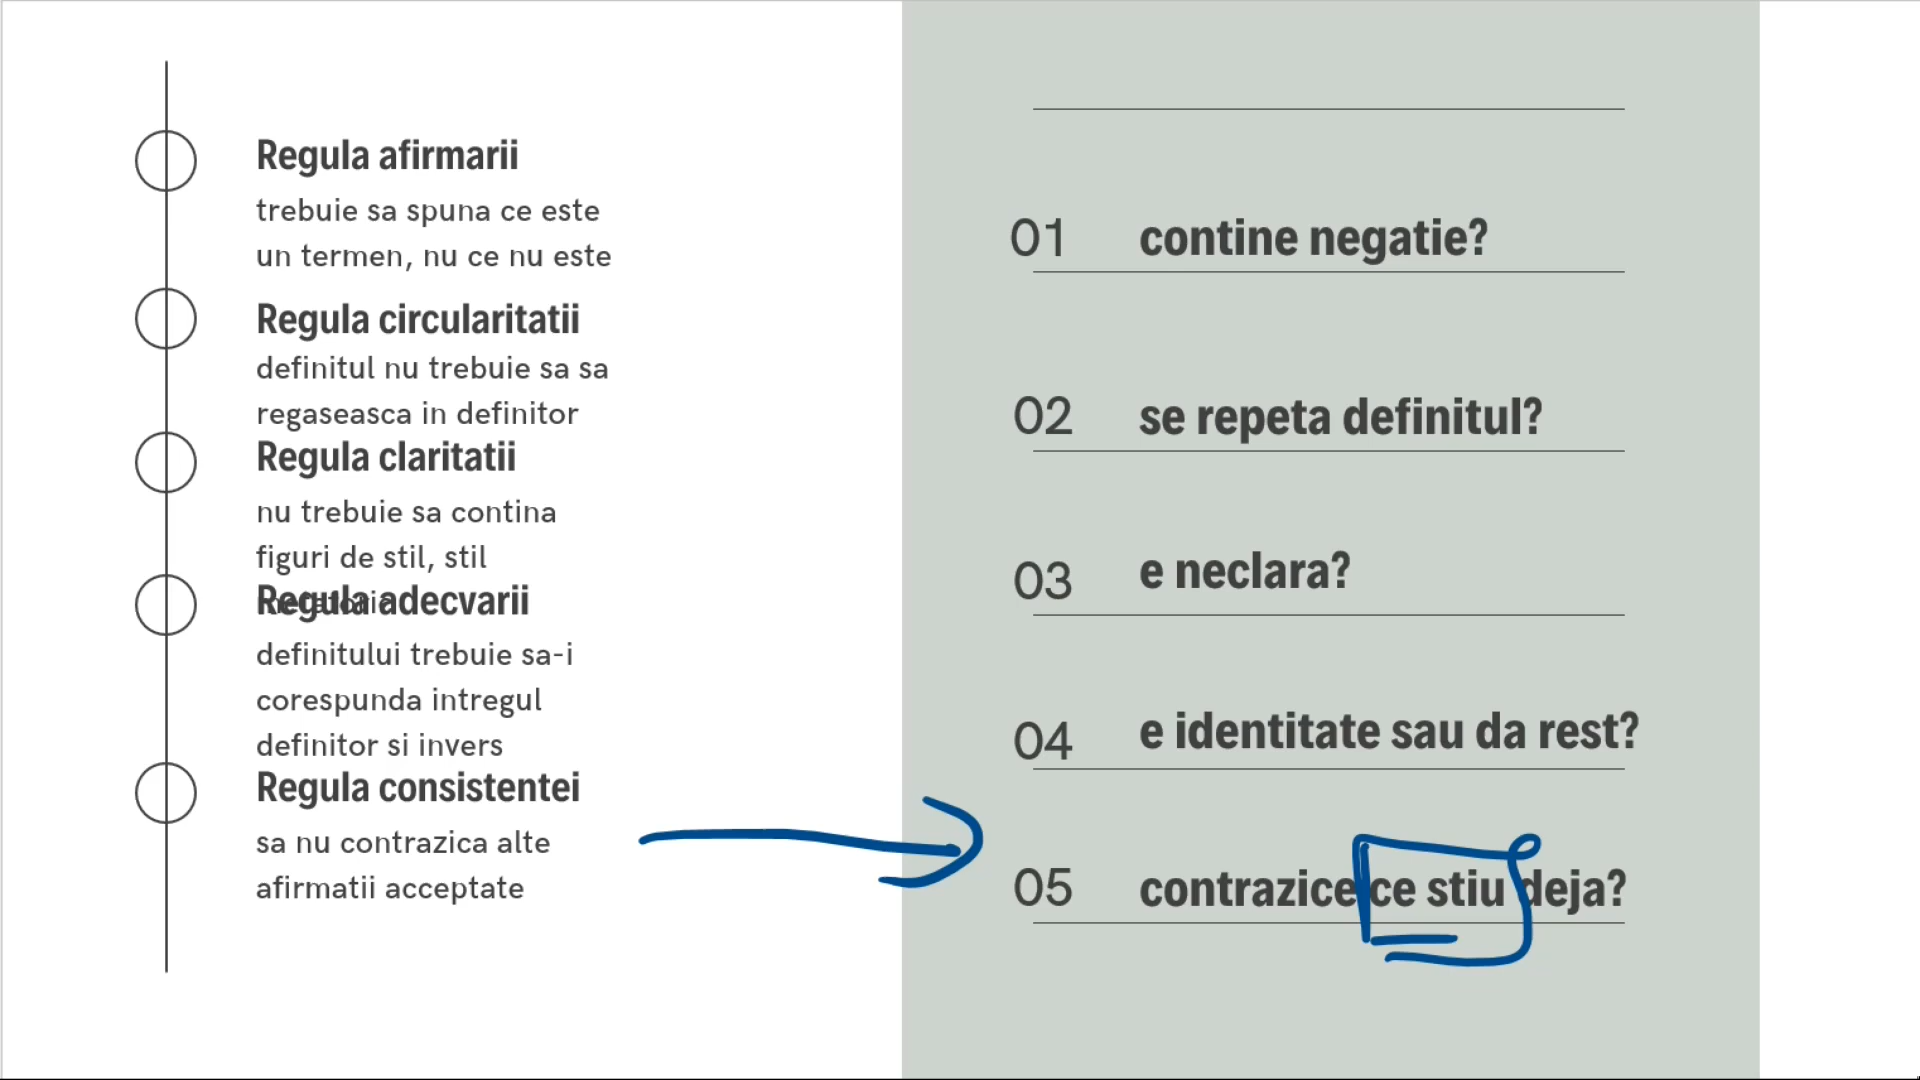 Regula afirmarii
trebuie sa spuna ce este
un termen, nu ce nu este
Regula circularitatii
definitul nu trebuie sa sa
regaseasca in definitor
Regula claritatii
nu trebuie sa contina
figuri de stil, stil
Regula adecvarii
definitului trebuie sa-i
corespunda intregul
definitor si invers
Regula consistentei
sa nu contrazica alte
afirmatii acceptate
01 contine negatie?
02 se repeta definitul?
03 e neclara?
04 e identitate sau da rest?
05 contrazice ce stiu deja?